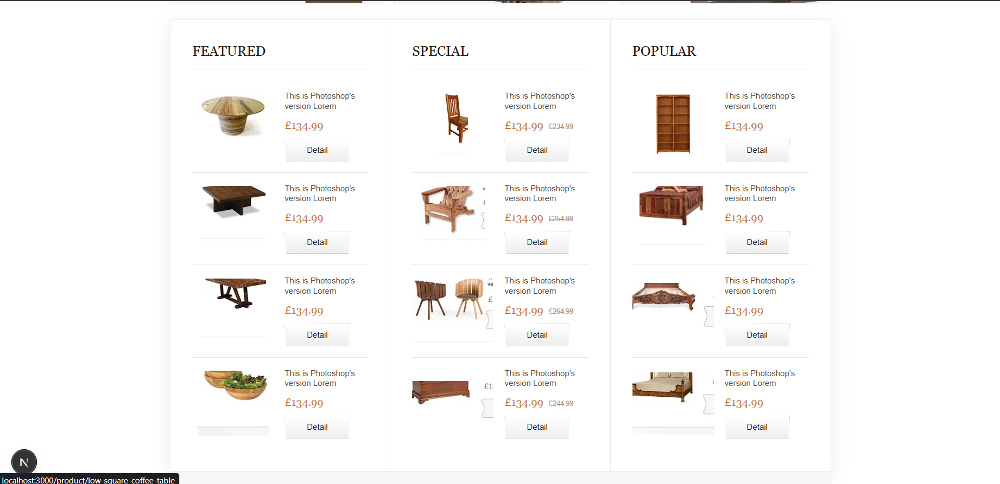 FEATURED
This is Photoshop's
version Lorem
£134.99
Detail
This is Photoshop's
version Lorem
£134.99
Detail
This is Photoshop's
version Lorem
£134.99
Detail
This is Photoshop's
version Lorem
£134.99
Detail
SPECIAL
This is Photoshop's
version Lorem
£134.99 £234.99
Detail
This is Photoshop's
version Lorem
£134.99 £254.99
Detail
ve
£
This is Photoshop's
version Lorem
£134.99 £264.99
Detail
£1
This is Photoshop's
version Lorem
£134.99 £244.99
Detail
POPULAR
This is Photoshop's
version Lorem
£134.99
Detail
This is Photoshop's
version Lorem
£134.99
Detail
This is Photoshop's
version Lorem
£134.99
Detail
This is Photoshop's
version Lorem
£134.99
Detail
N
localhost:3000/product/low-square-coffee-table